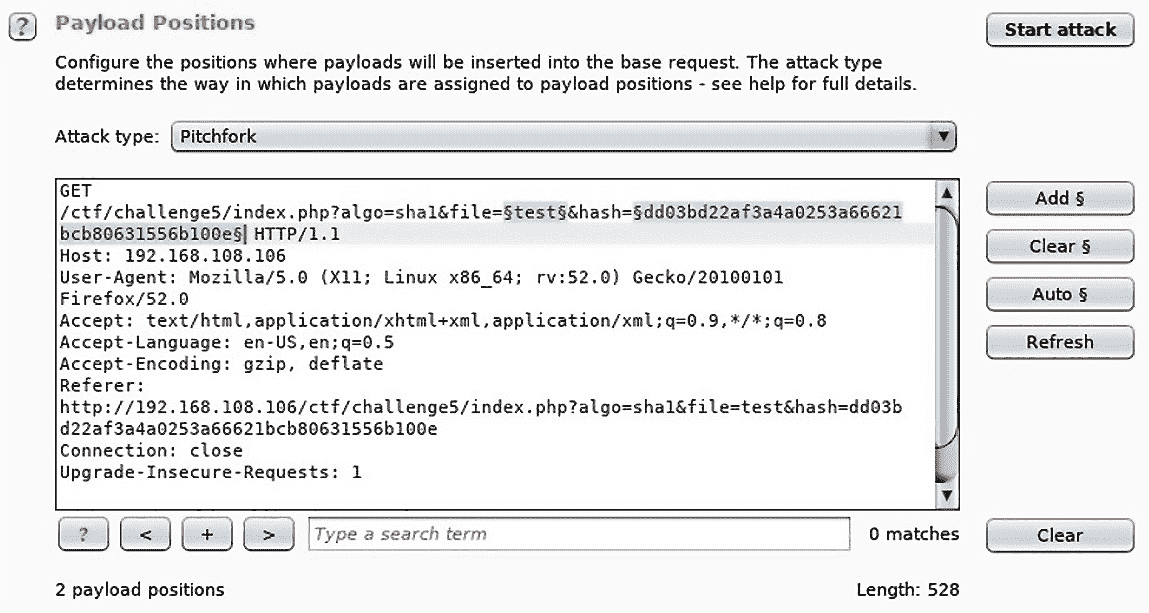 ?
Payload Positions
Start attack
Configure the positions where payloads will be inserted into the base request. The attack type
determines the way in which payloads are assigned to payload positions - see help for full details.
Attack type: Pitchfork
GET
/ctf/challenge5/index.php?algo=sha1&file=§test§&hash=§dd03bd22af3a4a0253a66621
bcb80631556b100e§ HTTP/1.1
Host: 192.168.108.106
User-Agent: Mozilla/5.0 (X11; Linux x86_64; rv:52.0) Gecko/20100101
Firefox/52.0
Accept: text/html,application/xhtml+xml,application/xml;q=0.9,*/*;q=0.8
Accept-Language: en-US,en;q=0.5
Accept-Encoding: gzip, deflate
Referer:
http://192.168.108.106/ctf/challenge5/index.php?algo=sha1&file=test&hash=dd03b
d22af3a4a0253a66621bcb80631556b100e
Connection: close
Upgrade-Insecure-Requests: 1
Add §
Clear §
Auto §
Refresh
? < + > Type a search term 0 matches Clear
2 payload positions Length: 528